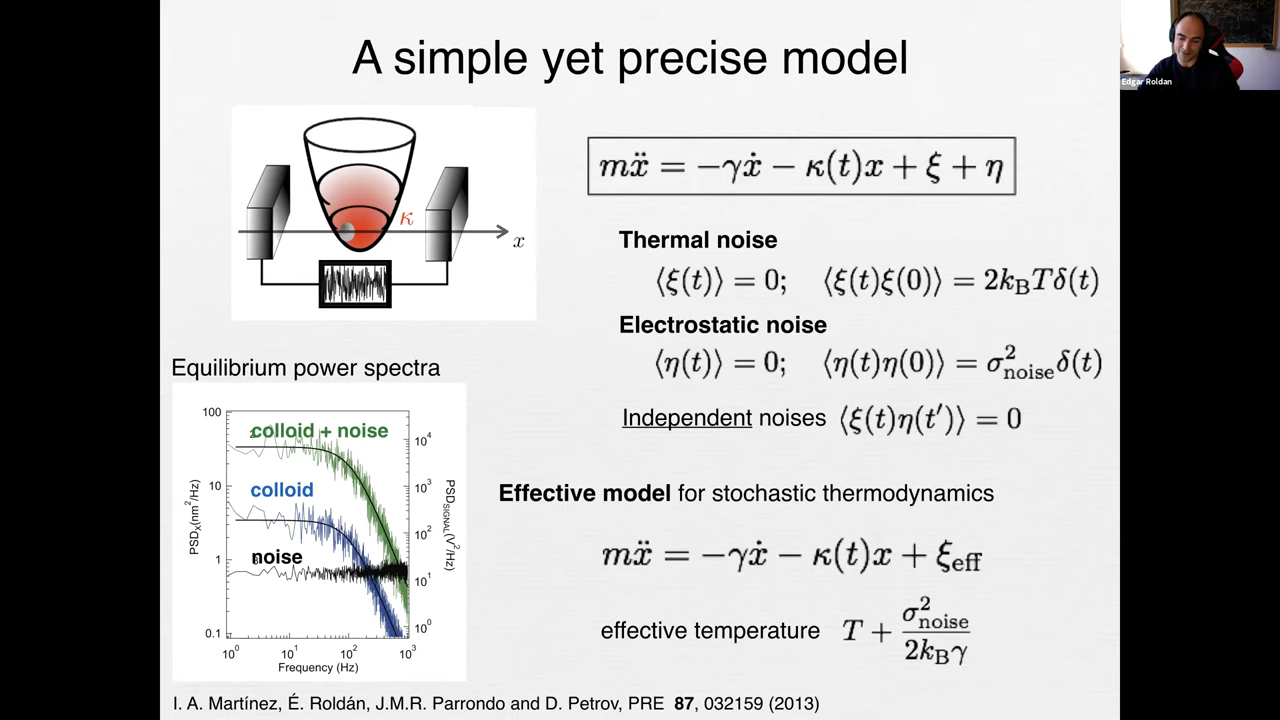 A simple yet precise model
Edgar Roldan
κ
x
mẍ = −γẋ − κ(t)x + ξ + η
Thermal noise
⟨ξ(t)⟩ = 0; ⟨ξ(t)ξ(0)⟩ = 2k_BTδ(t)
Electrostatic noise
⟨η(t)⟩ = 0; ⟨η(t)η(0)⟩ = σ²_noise δ(t)
Independent noises ⟨ξ(t)η(t′)⟩ = 0
Equilibrium power spectra
colloid + noise
colloid
noise
100
10
1
0.1
PSD_X(nm²/Hz)
10⁴
10³
10²
10¹
10⁰
PSD_SIGNAL(V²/Hz)
10⁰ 10¹ 10² 10³
Frequency (Hz)
Effective model for stochastic thermodynamics
mẍ = −γẋ − κ(t)x + ξ_eff
effective temperature T + σ²_noise / 2k_Bγ
I. A. Martínez, É. Roldán, J.M.R. Parrondo and D. Petrov, PRE 87, 032159 (2013)